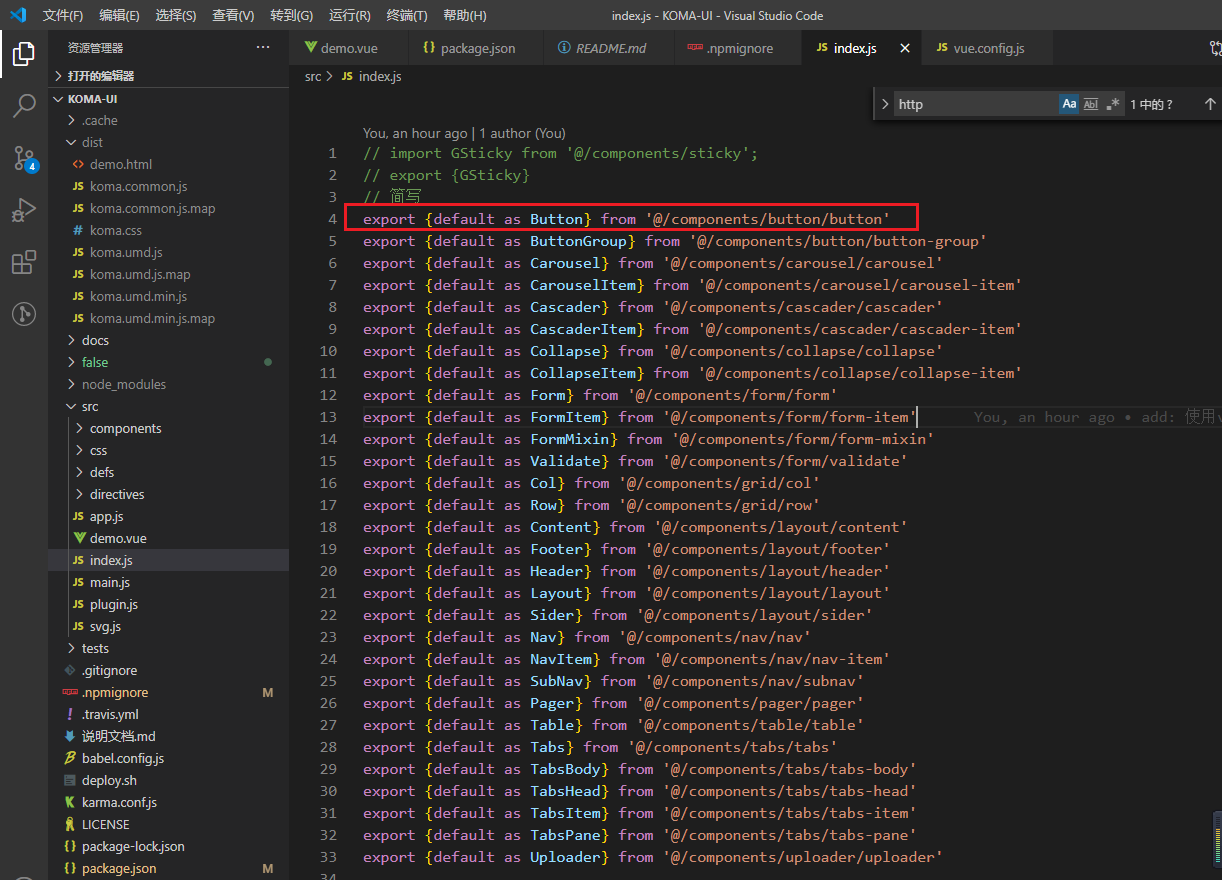 文件(F) 编辑(E) 选择(S) 查看(V) 转到(G) 运行(R) 终端(T) 帮助(H) index.js - KOMA-UI - Visual Studio Code
资源管理器 ···
打开的编辑器
KOMA-UI
.cache
dist
demo.html
koma.common.js
koma.common.js.map
koma.css
koma.umd.js
koma.umd.js.map
koma.umd.min.js
koma.umd.min.js.map
docs
false
node_modules
src
components
css
defs
directives
app.js
demo.vue
index.js
main.js
plugin.js
svg.js
tests
.gitignore
.npmignore M
.travis.yml
说明文档.md
babel.config.js
deploy.sh
karma.conf.js
LICENSE
package-lock.json
package.json M
4
demo.vue package.json README.md .npmignore index.js vue.config.js
src > JS index.js
http Aa Abl .* 1 中的 ?
You, an hour ago | 1 author (You)
1 // import GSticky from '@/components/sticky';
2 // export {GSticky}
3 // 简写
4 export {default as Button} from '@/components/button/button'
5 export {default as ButtonGroup} from '@/components/button/button-group'
6 export {default as Carousel} from '@/components/carousel/carousel'
7 export {default as CarouselItem} from '@/components/carousel/carousel-item'
8 export {default as Cascader} from '@/components/cascader/cascader'
9 export {default as CascaderItem} from '@/components/cascader/cascader-item'
10 export {default as Collapse} from '@/components/collapse/collapse'
11 export {default as CollapseItem} from '@/components/collapse/collapse-item'
12 export {default as Form} from '@/components/form/form'
13 export {default as FormItem} from '@/components/form/form-item' You, an hour ago • add: 使用
14 export {default as FormMixin} from '@/components/form/form-mixin'
15 export {default as Validate} from '@/components/form/validate'
16 export {default as Col} from '@/components/grid/col'
17 export {default as Row} from '@/components/grid/row'
18 export {default as Content} from '@/components/layout/content'
19 export {default as Footer} from '@/components/layout/footer'
20 export {default as Header} from '@/components/layout/header'
21 export {default as Layout} from '@/components/layout/layout'
22 export {default as Sider} from '@/components/layout/sider'
23 export {default as Nav} from '@/components/nav/nav'
24 export {default as NavItem} from '@/components/nav/nav-item'
25 export {default as SubNav} from '@/components/nav/subnav'
26 export {default as Pager} from '@/components/pager/pager'
27 export {default as Table} from '@/components/table/table'
28 export {default as Tabs} from '@/components/tabs/tabs'
29 export {default as TabsBody} from '@/components/tabs/tabs-body'
30 export {default as TabsHead} from '@/components/tabs/tabs-head'
31 export {default as TabsItem} from '@/components/tabs/tabs-item'
32 export {default as TabsPane} from '@/components/tabs/tabs-pane'
33 export {default as Uploader} from '@/components/uploader/uploader'
34